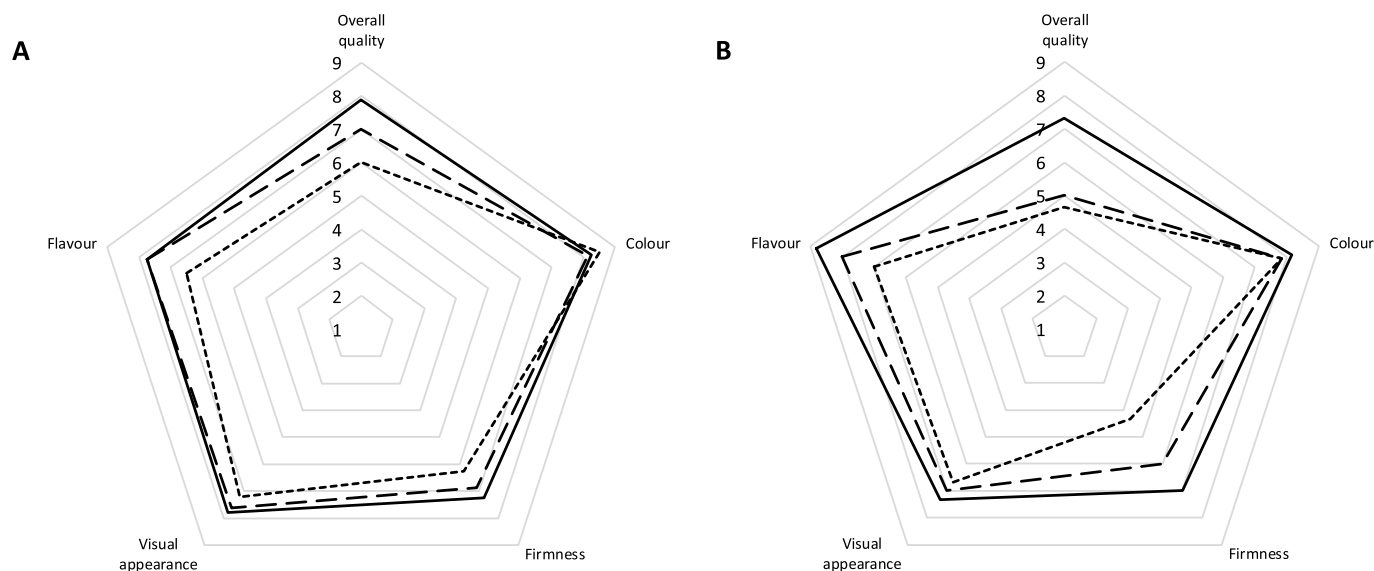 A
Overall
quality
9
8
7
6
5
4
3
2
1
Flavour
Colour
Visual
appearance
Firmness
B
Overall
quality
9
8
7
6
5
4
3
2
1
Flavour
Colour
Visual
appearance
Firmness